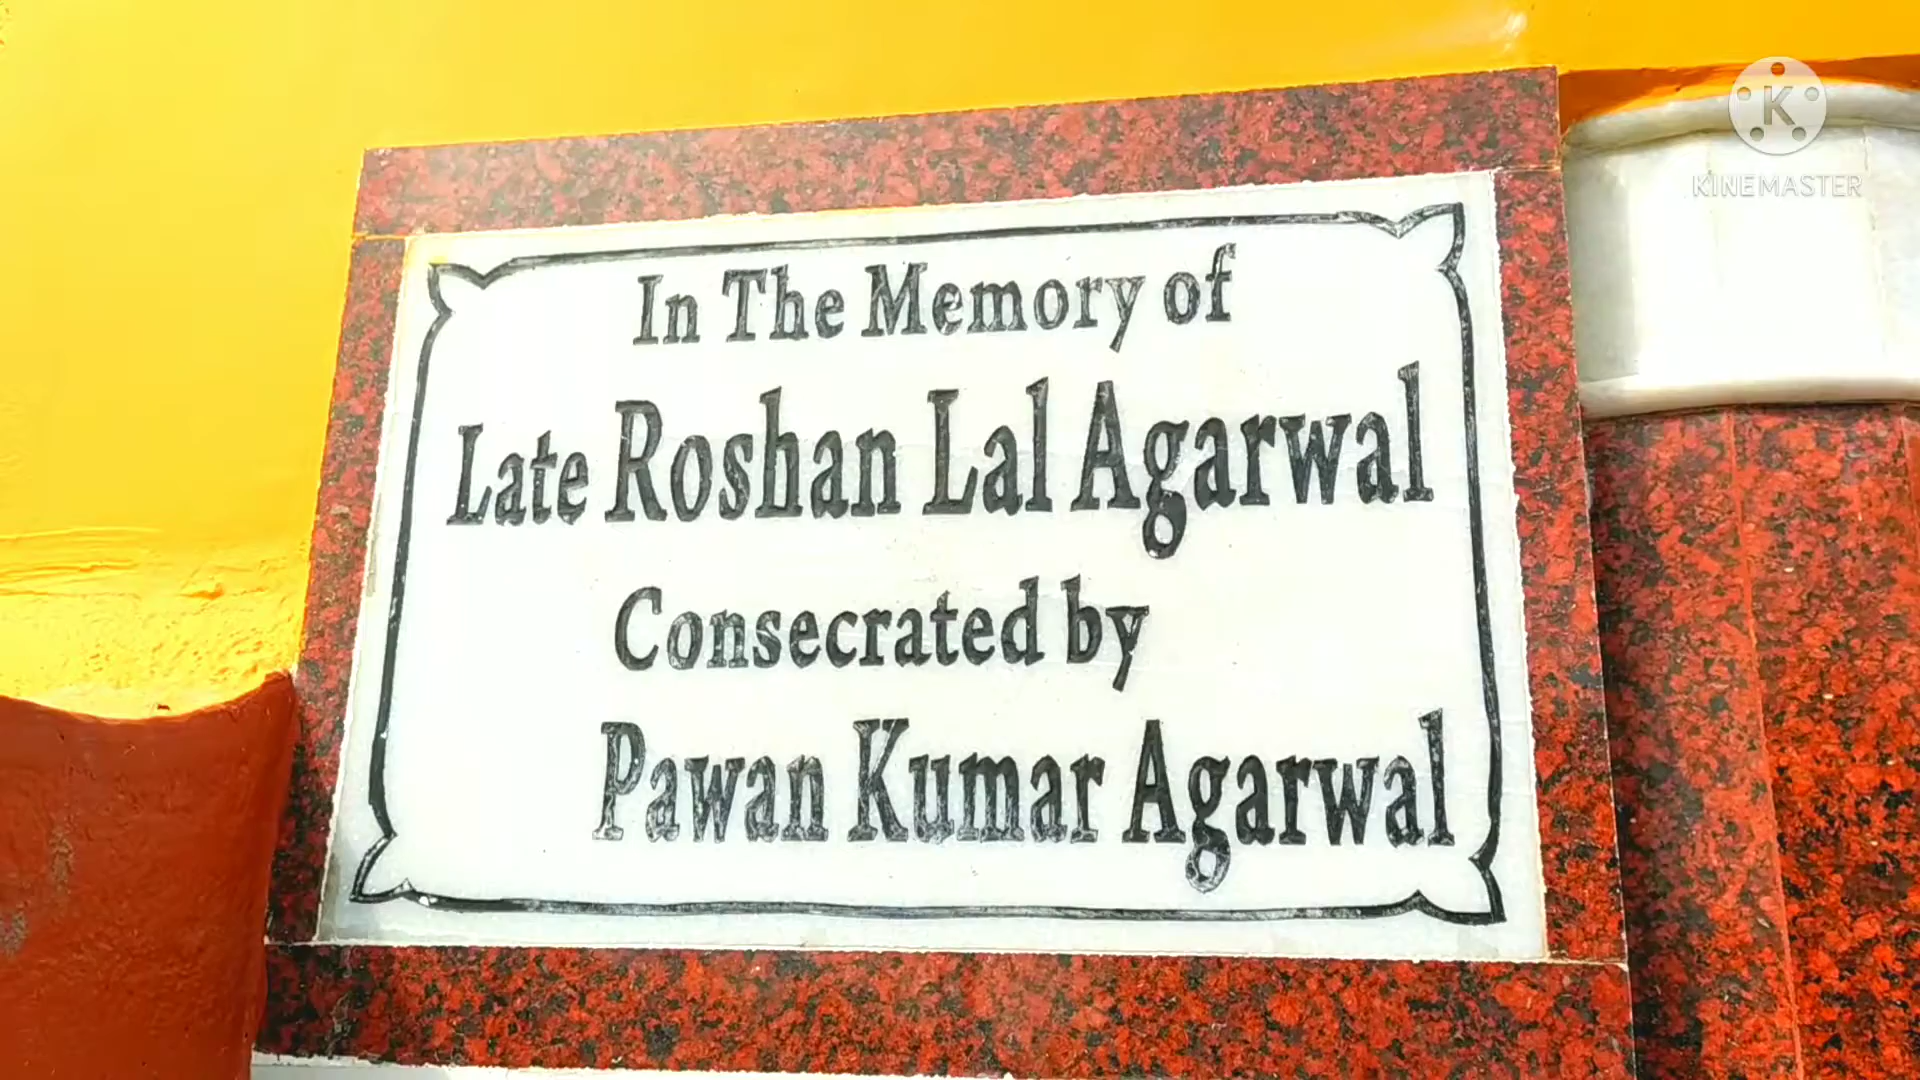 In The Memory of
Late Roshan Lal Agarwal
Consecrated by
Pawan Kumar Agarwal
K
KINEMASTER